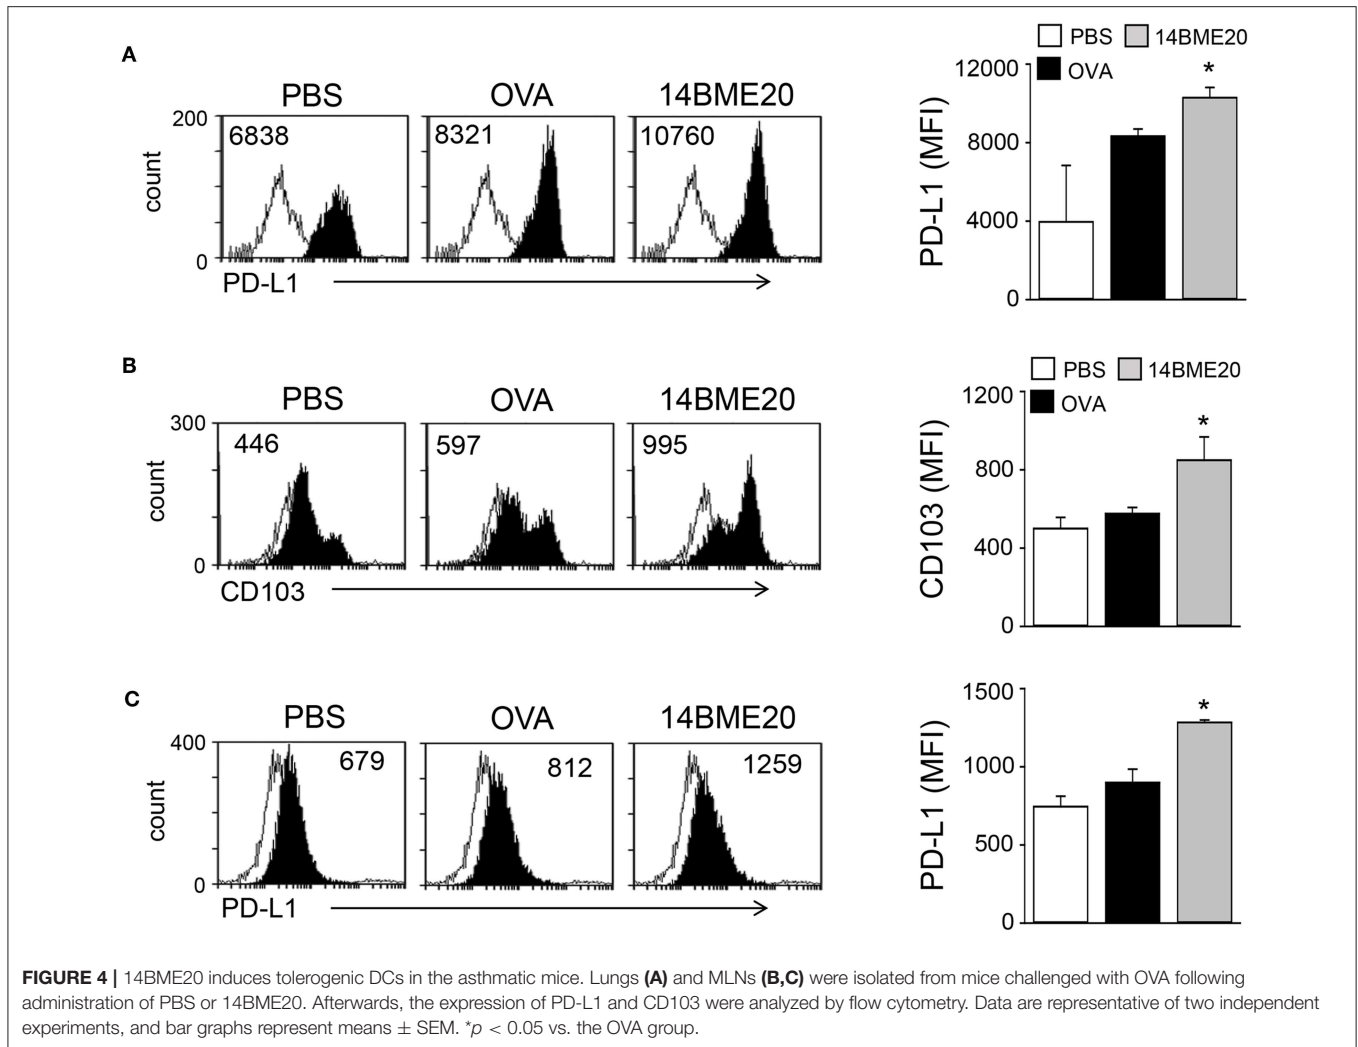 A
PBS OVA 14BME20
6838 8321 10760
200
count
0
PD-L1
PBS 14BME20
OVA
12000
8000
4000
0
PD-L1 (MFI)
*
B
PBS OVA 14BME20
446 597 995
300
count
0
CD103
PBS 14BME20
OVA
1200
800
400
0
CD103 (MFI)
*
C
PBS OVA 14BME20
679 812 1259
400
count
0
PD-L1
1500
1000
500
0
PD-L1 (MFI)
*
FIGURE 4 | 14BME20 induces tolerogenic DCs in the asthmatic mice. Lungs (A) and MLNs (B,C) were isolated from mice challenged with OVA following
administration of PBS or 14BME20. Afterwards, the expression of PD-L1 and CD103 were analyzed by flow cytometry. Data are representative of two independent
experiments, and bar graphs represent means ± SEM. *p < 0.05 vs. the OVA group.